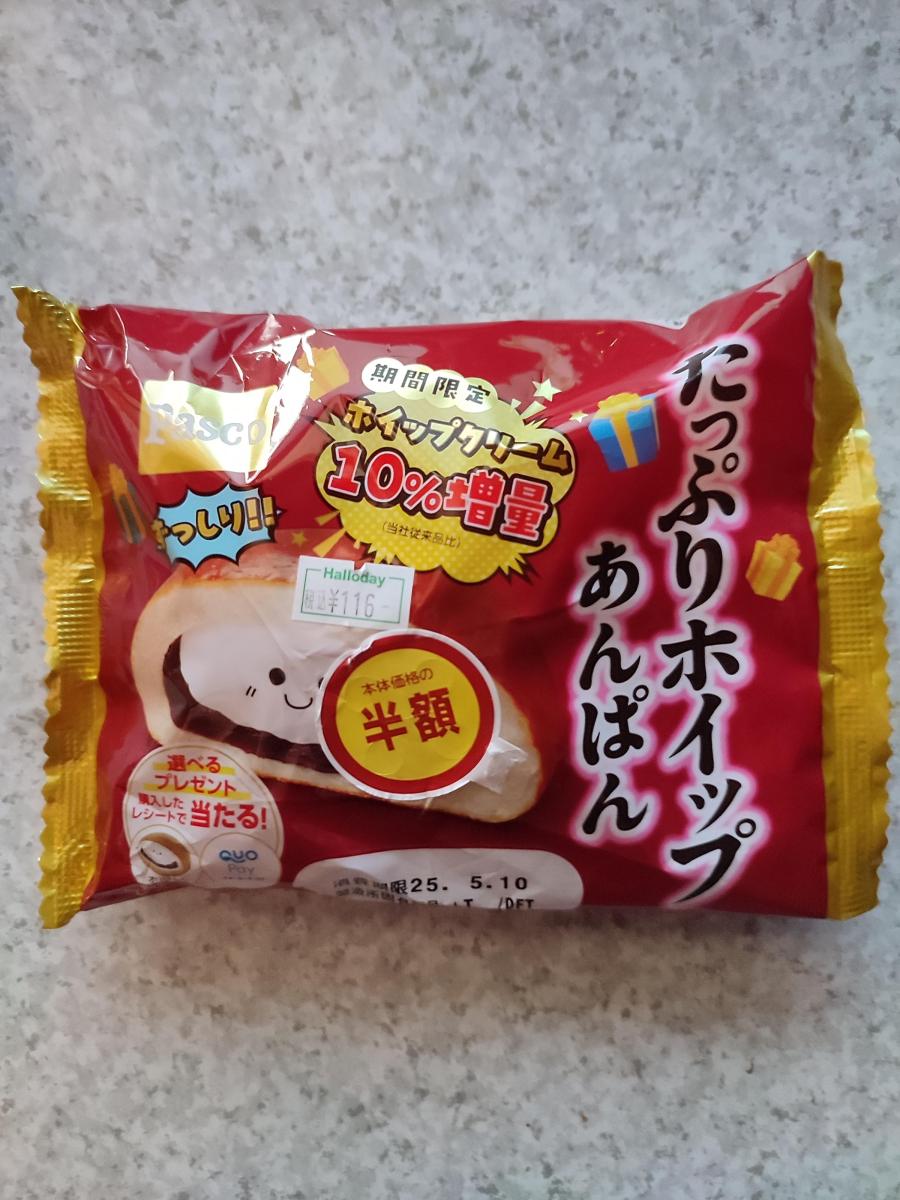 Pasco
期間限定
ホイップクリーム
10%増量
(当社従来品比)
っしり!!
たっぷりホイップ
あんぱん
Halloday
税込¥116-
本体価格の
半額
選べる
プレゼント
購入した
レシートで当たる!
QUO
Pay
消費期限25. 5.10
/DFT